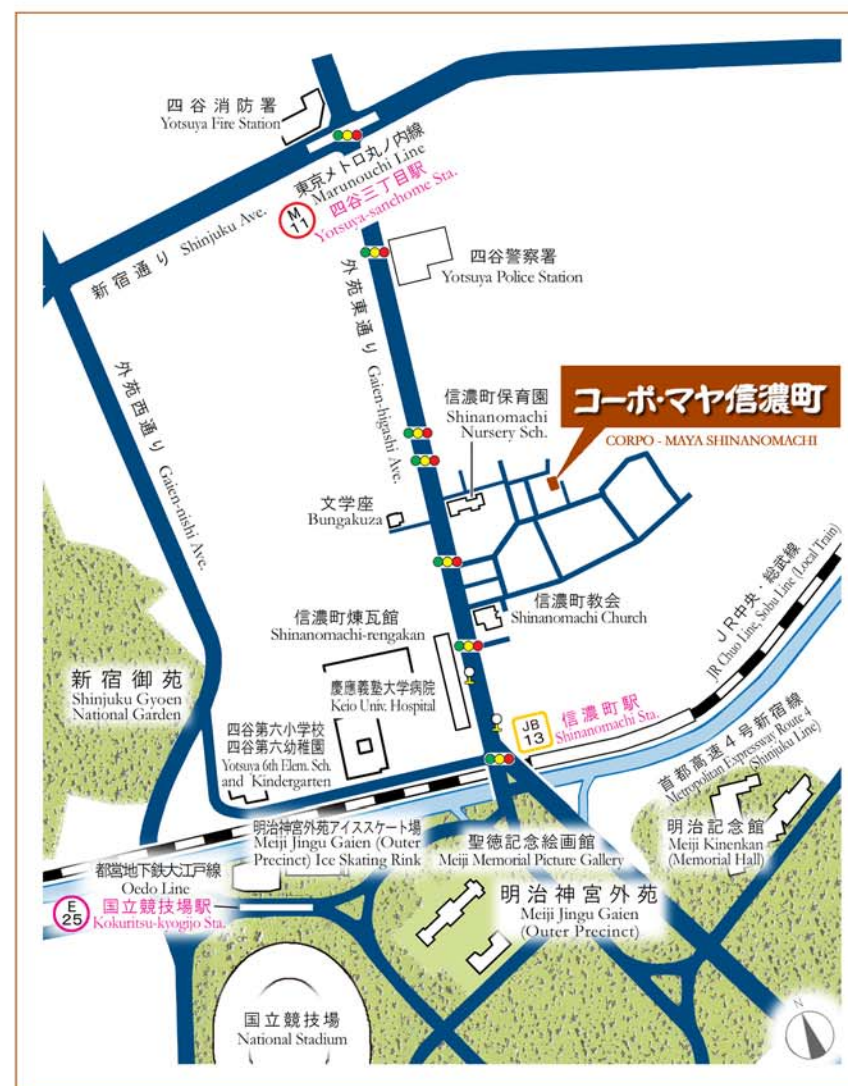 四谷消防署
Yotsuya Fire Station
東京メトロ丸ノ内線
Marunouchi Line
M
11
四谷三丁目駅
Yotsuya-sanchome Sta.
新宿通り Shinjuku Ave.
四谷警察署
Yotsuya Police Station
外苑東通り Gaien-higashi Ave.
外苑西通り Gaien-nishi Ave.
信濃町保育園
Shinanomachi
Nursery Sch.
コーポ・マヤ信濃町
CORPO - MAYA SHINANOMACHI
文学座
Bungakuza
信濃町教会
Shinanomachi Church
信濃町煉瓦館
Shinanomachi-rengakan
JR中央・総武線
JR Chuo Line, Sobu Line (Local Train)
新宿御苑
Shinjuku Gyoen
National Garden
慶應義塾大学病院
Keio Univ. Hospital
JB
13
信濃町駅
Shinanomachi Sta.
四谷第六小学校
四谷第六幼稚園
Yotsuya 6th Elem. Sch.
and Kindergarten
首都高速4号新宿線
Metropolitan Expressway Route 4
(Shinjuku Line)
明治神宮外苑アイススケート場
Meiji Jingu Gaien (Outer
Precinct) Ice Skating Rink
聖徳記念絵画館
Meiji Memorial Picture Gallery
明治記念館
Meiji Kinenkan
(Memorial Hall)
都営地下鉄大江戸線
Oedo Line
E
25
国立競技場駅
Kokuritsu-kyogijo Sta.
明治神宮外苑
Meiji Jingu Gaien
(Outer Precinct)
国立競技場
National Stadium
N